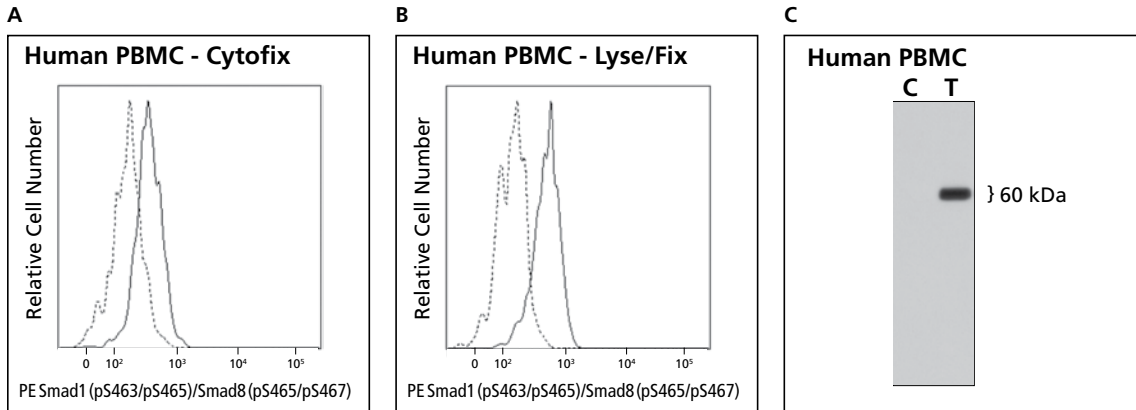 A
Human PBMC - Cytofix
Relative Cell Number
0 10² 10³ 10⁴ 10⁵
PE Smad1 (pS463/pS465)/Smad8 (pS465/pS467)
B
Human PBMC - Lyse/Fix
Relative Cell Number
0 10² 10³ 10⁴ 10⁵
PE Smad1 (pS463/pS465)/Smad8 (pS465/pS467)
C
Human PBMC
C T
} 60 kDa